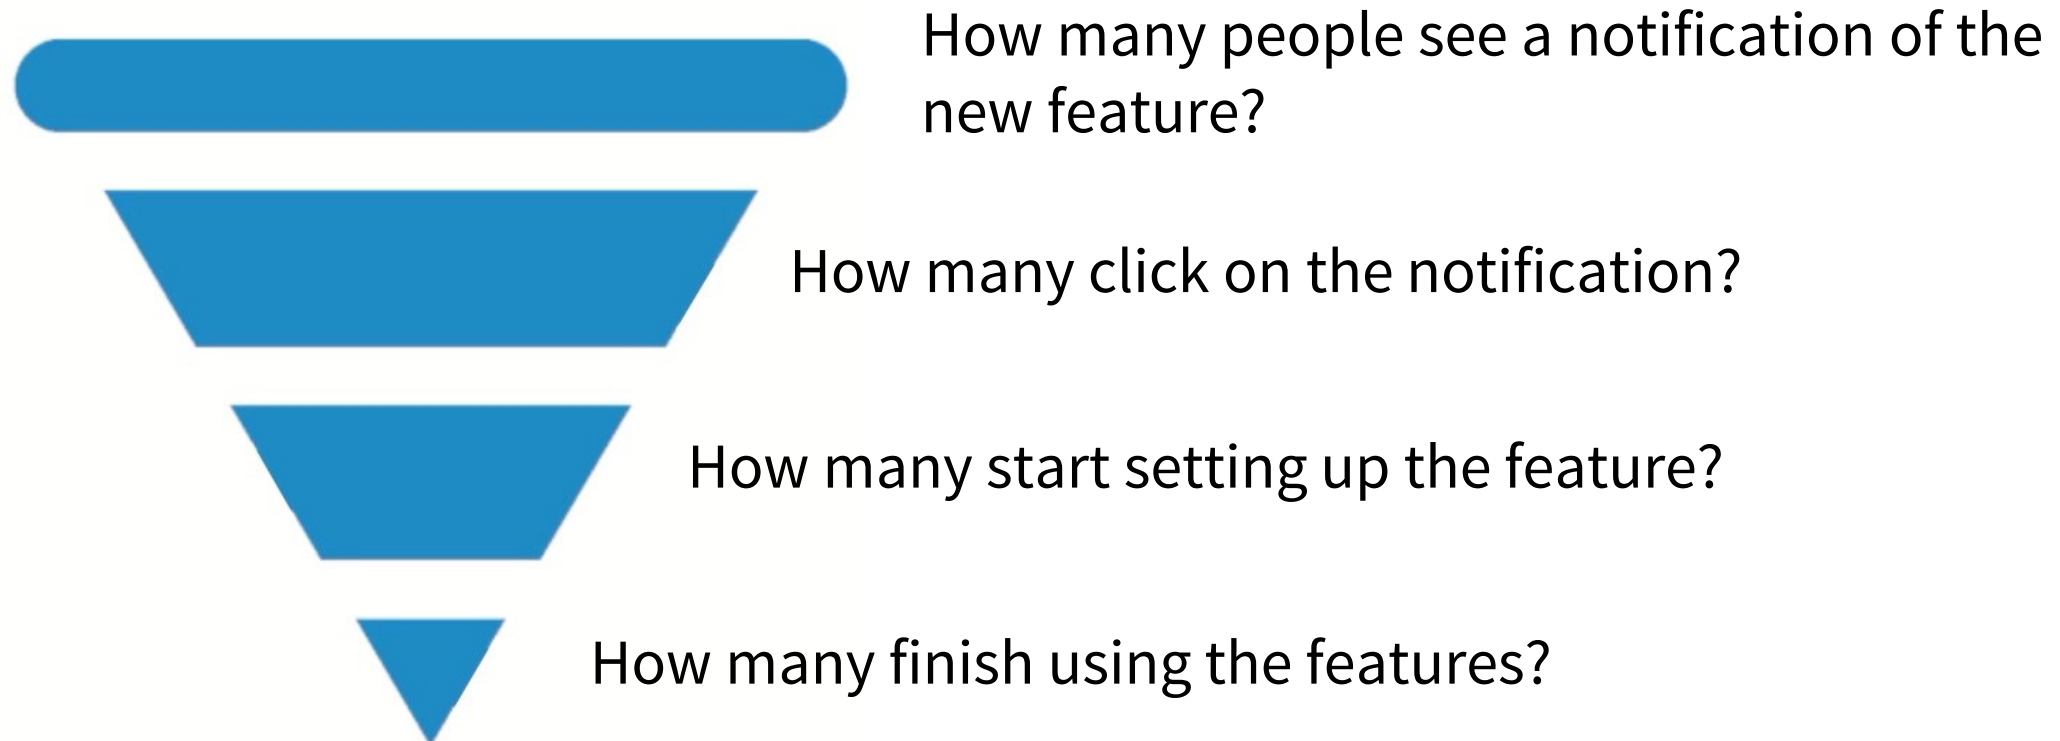 How many people see a notification of the
new feature?
How many click on the notification?
How many start setting up the feature?
How many finish using the features?